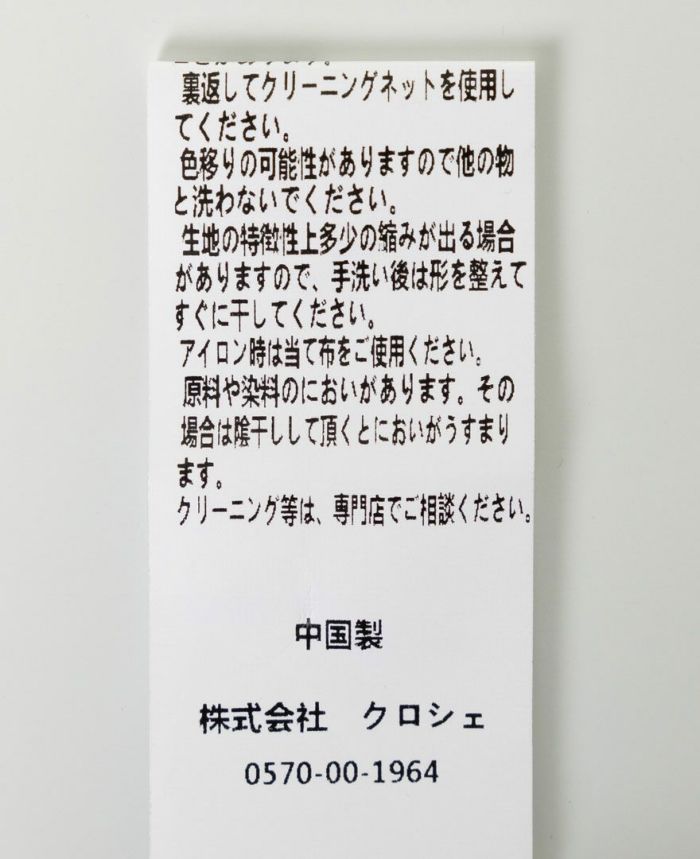 裏返してクリーニングネットを使用し
てください。
色移りの可能性がありますので他の物
と洗わないでください。
生地の特徴性上多少の縮みが出る場合
がありますので、手洗い後は形を整えて
すぐに干してください。
アイロン時は当て布をご使用ください。
原料や染料のにおいがあります。その
場合は陰干しして頂くとにおいがうすまり
ます。
クリーニング等は、専門店でご相談ください。
中国製
株式会社 クロシェ
0570-00-1964